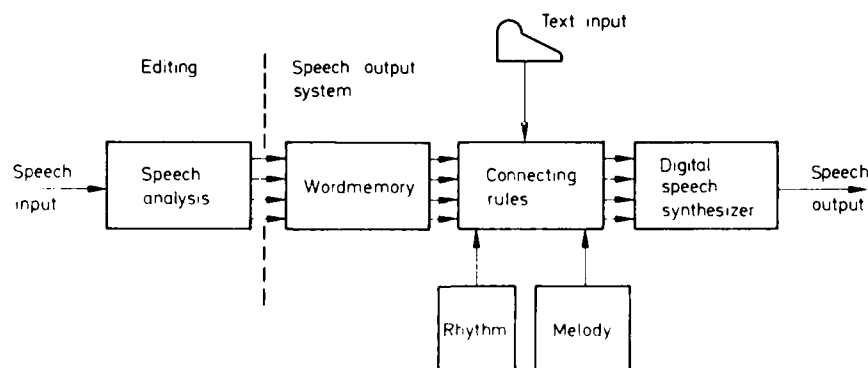 Text input
Editing
Speech output
system
Speech
input
Speech
analysis
Wordmemory
Connecting
rules
Digital
speech
synthesizer
Speech
output
Rhythm
Melody